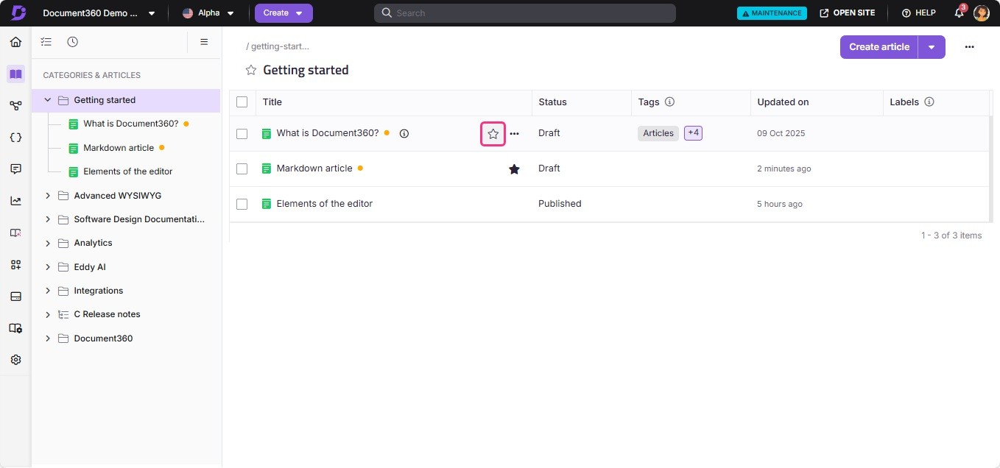 Document360 Demo ...
Alpha
Create
Search
MAINTENANCE
OPEN SITE
HELP
3
CATEGORIES & ARTICLES
Getting started
What is Document360?
Markdown article
Elements of the editor
Advanced WYSIWYG
Software Design Documentati...
Analytics
Eddy AI
Integrations
C Release notes
Document360
/ getting-start...
Create article
Getting started
Title Status Tags Updated on Labels
What is Document360? Draft Articles +4 09 Oct 2025
Markdown article Draft 2 minutes ago
Elements of the editor Published 5 hours ago
1 - 3 of 3 items